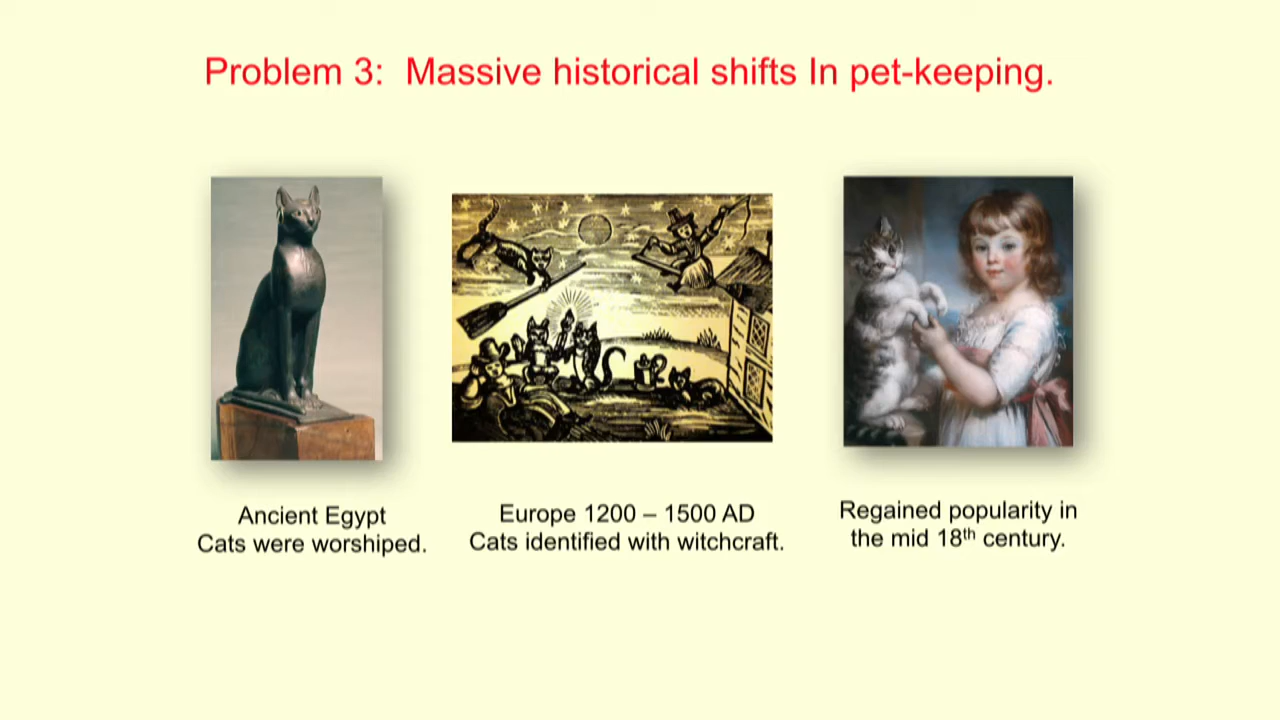 Problem 3:  Massive historical shifts In pet-keeping.
Ancient Egypt
Cats were worshiped.
Europe 1200 – 1500 AD
Cats identified with witchcraft.
Regained popularity in
the mid 18th century.